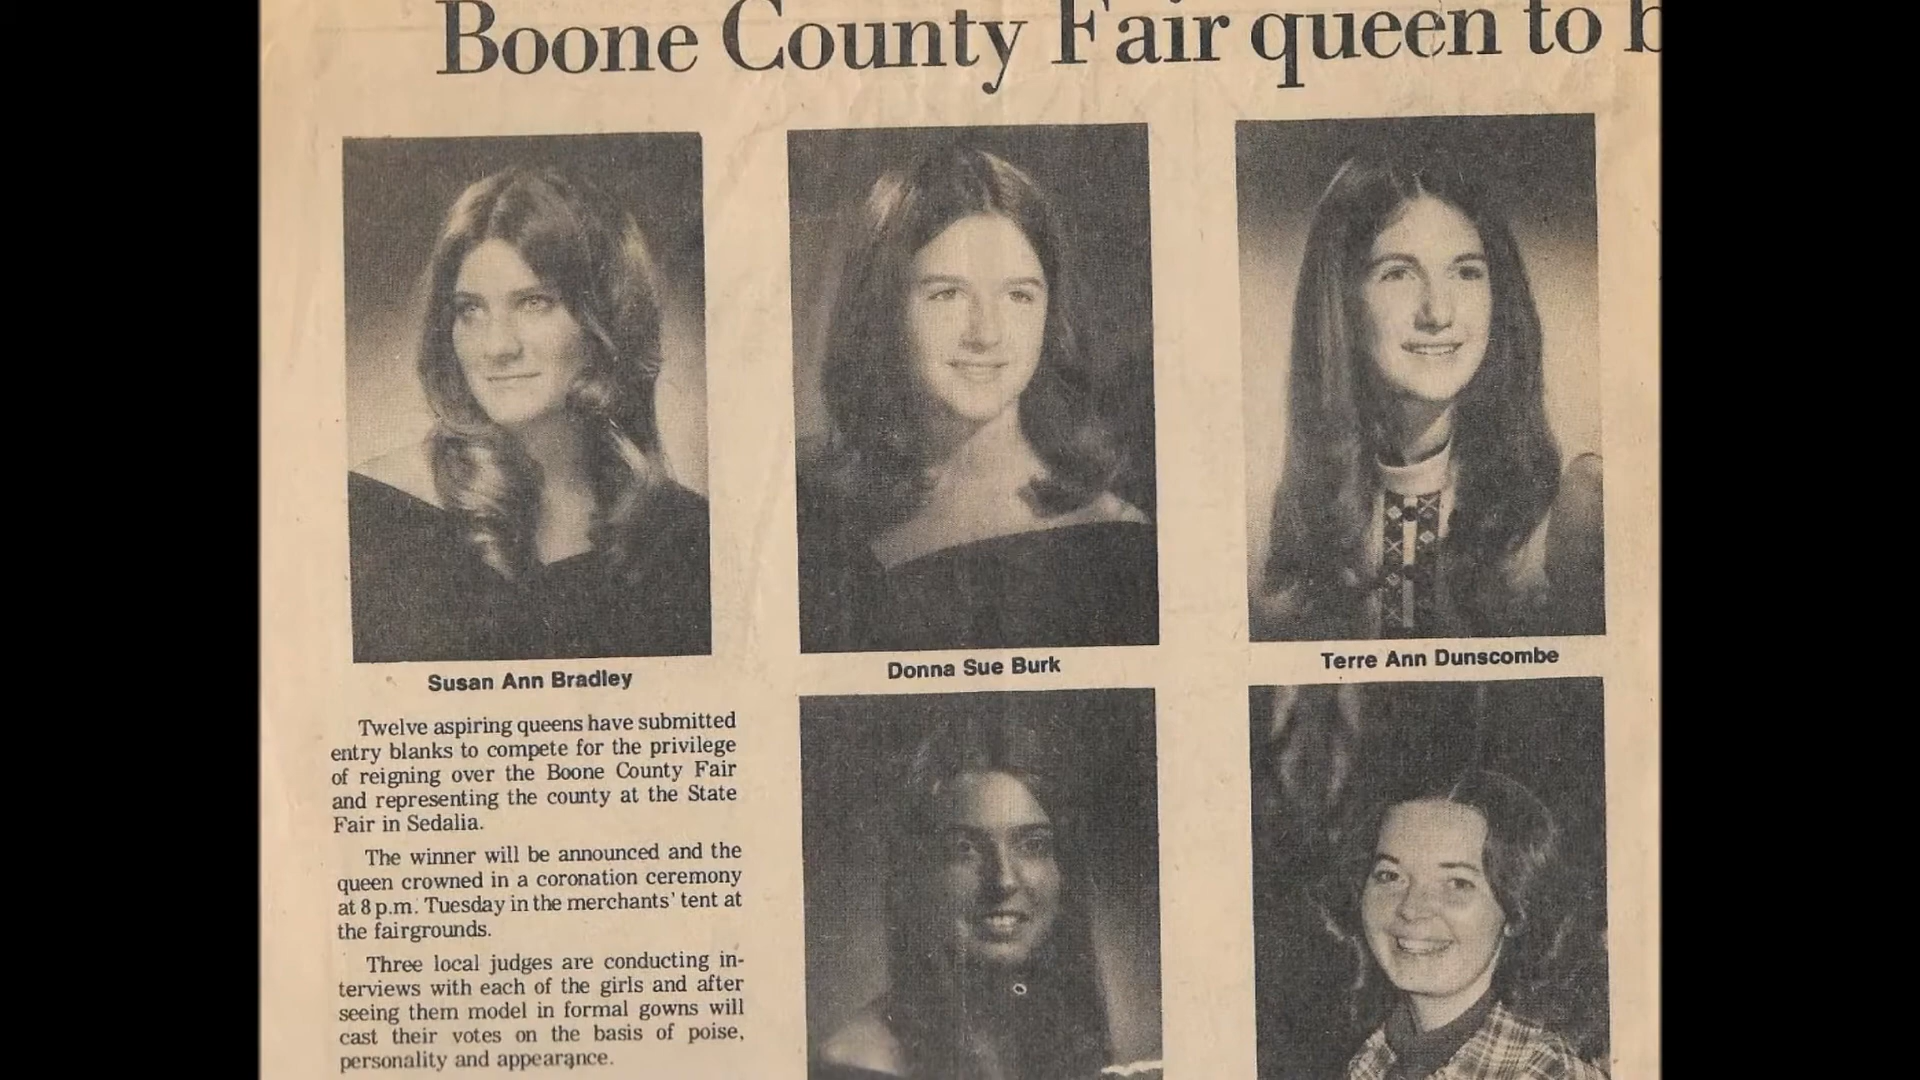 Boone County Fair queen to b
Susan Ann Bradley
Donna Sue Burk
Terre Ann Dunscombe
Twelve aspiring queens have submitted
entry blanks to compete for the privilege
of reigning over the Boone County Fair
and representing the county at the State
Fair in Sedalia.
The winner will be announced and the
queen crowned in a coronation ceremony
at 8 p.m. Tuesday in the merchants' tent at
the fairgrounds.
Three local judges are conducting in-
terviews with each of the girls and after
seeing them model in formal gowns will
cast their votes on the basis of poise,
personality and appearance.